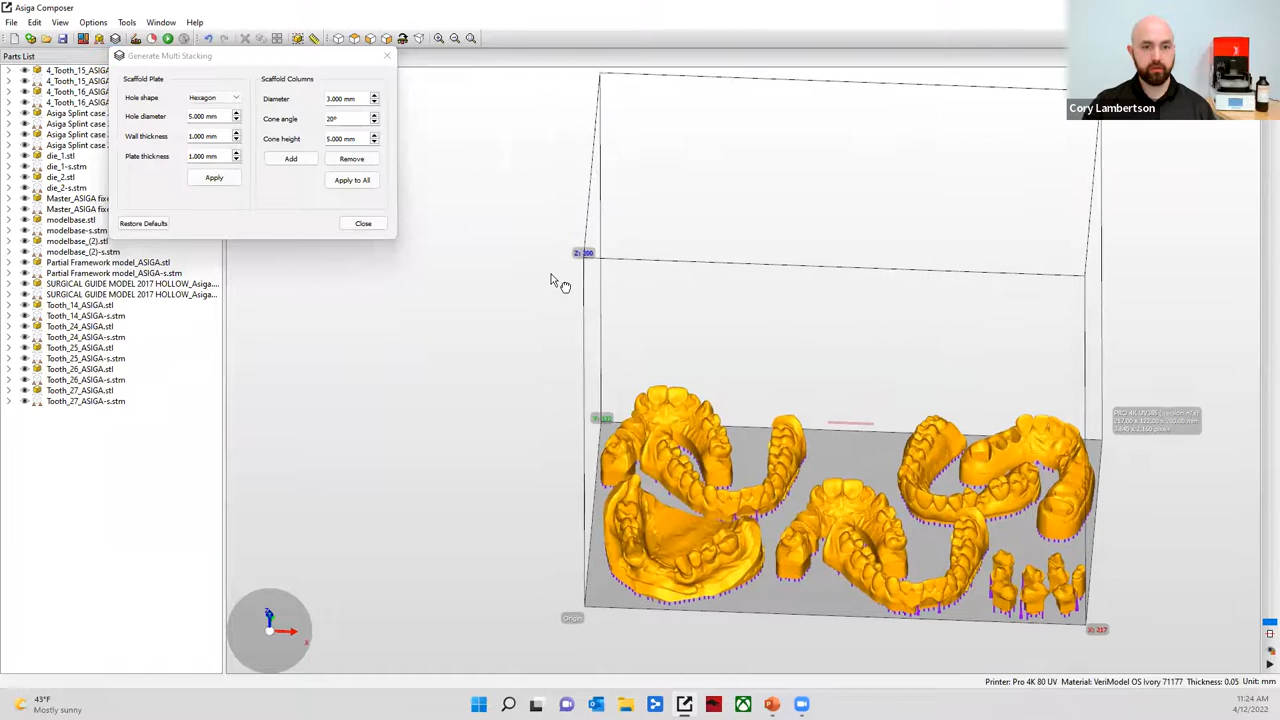 Asiga Composer
File Edit View Options Tools Window Help
Parts List
Generate Multi Stacking
Scaffold Plate
Scaffold Columns
Hole shape Hexagon
Diameter 3.000 mm
Hole diameter 5.000 mm
Cone angle 20º
Wall thickness 1.000 mm
Cone height 5.000 mm
Plate thickness 1.000 mm
Add Remove
Apply
Apply to All
Restore Defaults
Close
4_Tooth_15_ASIGA
4_Tooth_15_ASIGA
4_Tooth_16_ASIGA
4_Tooth_16_ASIGA
Asiga Splint case
Asiga Splint case
Asiga Splint case
Asiga Splint case
die_1.stl
die_1-s.stm
die_2.stl
die_2-s.stm
Master_ASIGA fixe
Master_ASIGA fixe
modelbase.stl
modelbase-s.stm
modelbase_(2).stl
modelbase_(2)-s.stm
Partial Framework model_ASIGA.stl
Partial Framework model_ASIGA-s.stm
SURGICAL GUIDE MODEL 2017 HOLLOW_Asiga...
SURGICAL GUIDE MODEL 2017 HOLLOW_Asiga...
Tooth_14_ASIGA.stl
Tooth_14_ASIGA-s.stm
Tooth_24_ASIGA.stl
Tooth_24_ASIGA-s.stm
Tooth_25_ASIGA.stl
Tooth_25_ASIGA-s.stm
Tooth_26_ASIGA.stl
Tooth_26_ASIGA-s.stm
Tooth_27_ASIGA.stl
Tooth_27_ASIGA-s.stm
Cory Lambertson
Z: 200
Origin
X: 217
X
Printer: Pro 4K 80 UV Material: VeriModel OS Ivory 71177 Thickness: 0.05 Unit: mm
43°F
Mostly sunny
11:24 AM
4/12/2022